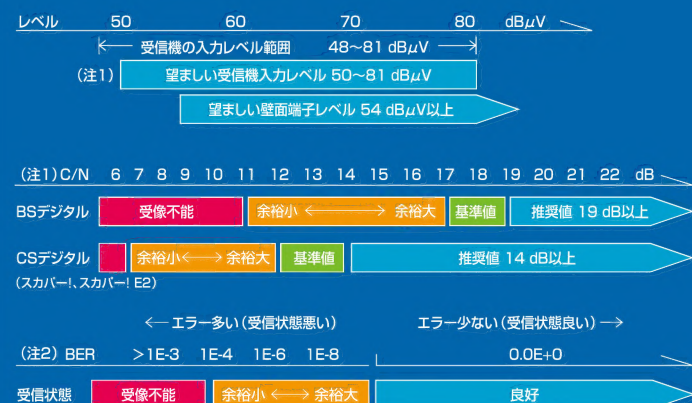 レベル 50 60 70 80 dBμV
受信機の入力レベル範囲 48～81 dBμV
(注1) 望ましい受信機入力レベル 50～81 dBμV
望ましい壁面端子レベル 54 dBμV以上
(注1)C/N 6 7 8 9 10 11 12 13 14 15 16 17 18 19 20 21 22 dB
BSデジタル 受像不能 余裕小 ←→ 余裕大 基準値 推奨値 19 dB以上
CSデジタル 余裕小 ←→ 余裕大 基準値 推奨値 14 dB以上
(スカパー!、スカパー! E2)
← エラー多い(受信状態悪い) エラー少ない(受信状態良い) →
(注2) BER >1E-3 1E-4 1E-6 1E-8 0.0E+0
受信状態 受像不能 余裕小 ←→ 余裕大 良好